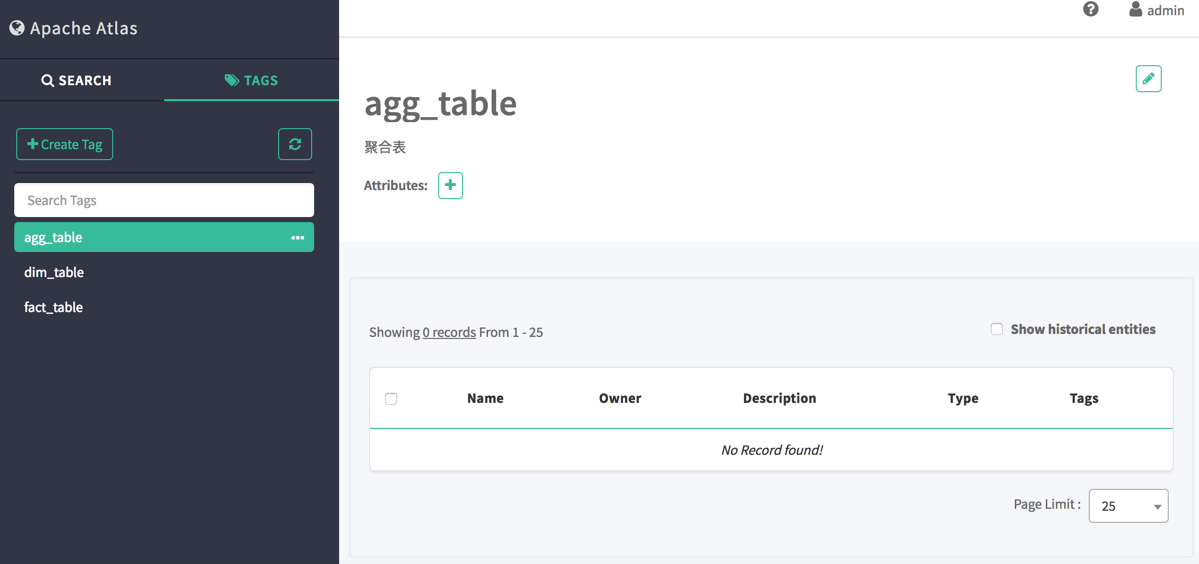 Apache Atlas
admin
SEARCH
TAGS
Create Tag
Search Tags
agg_table
dim_table
fact_table
agg_table
聚合表
Attributes:
Showing 0 records From 1 - 25
Show historical entities
Name Owner Description Type Tags
No Record found!
Page Limit : 25